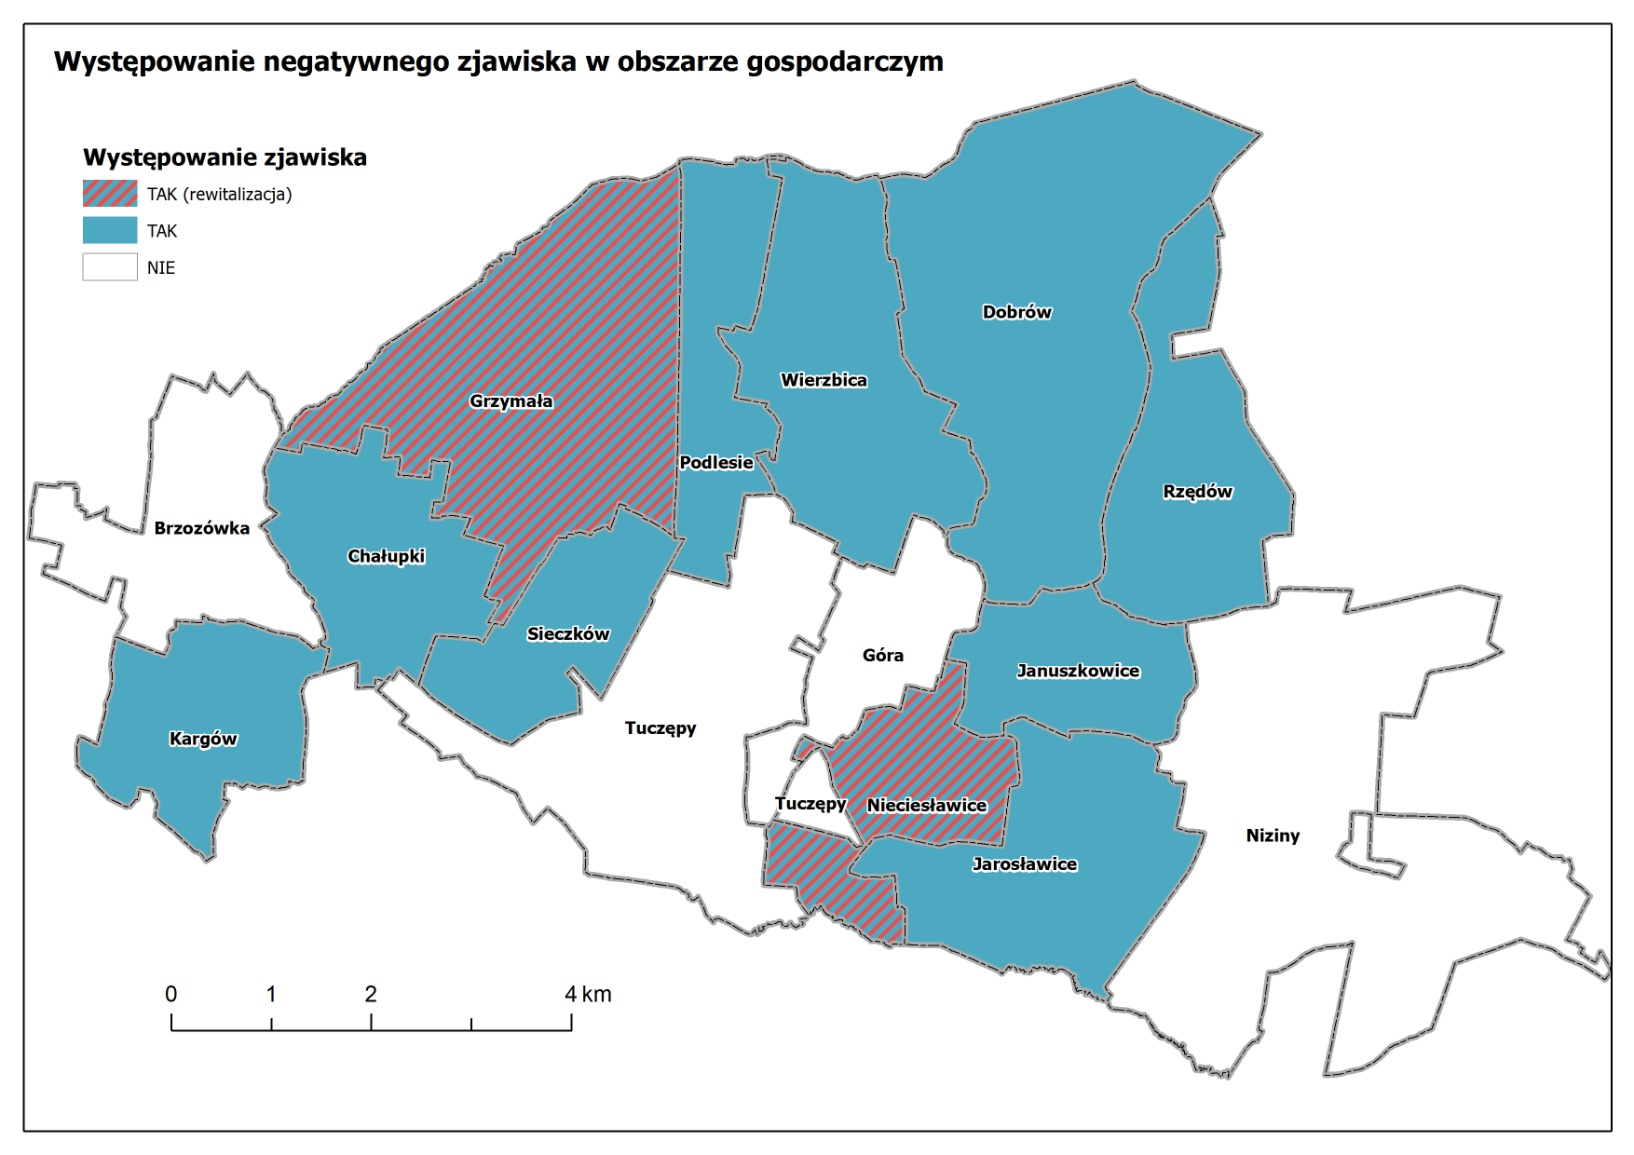 Występowanie negatywnego zjawiska w obszarze gospodarczym
Występowanie zjawiska
TAK (rewitalizacja)
TAK
NIE
Dobrów
Wierzbica
Grzymała
Podlesie
Rzędów
Brzozówka
Chałupki
Sieczków
Góra
Januszkowice
Tuczępy
Kargów
Tuczępy
Nieciesławice
Niziny
Jarosławice
0 1 2 4 km